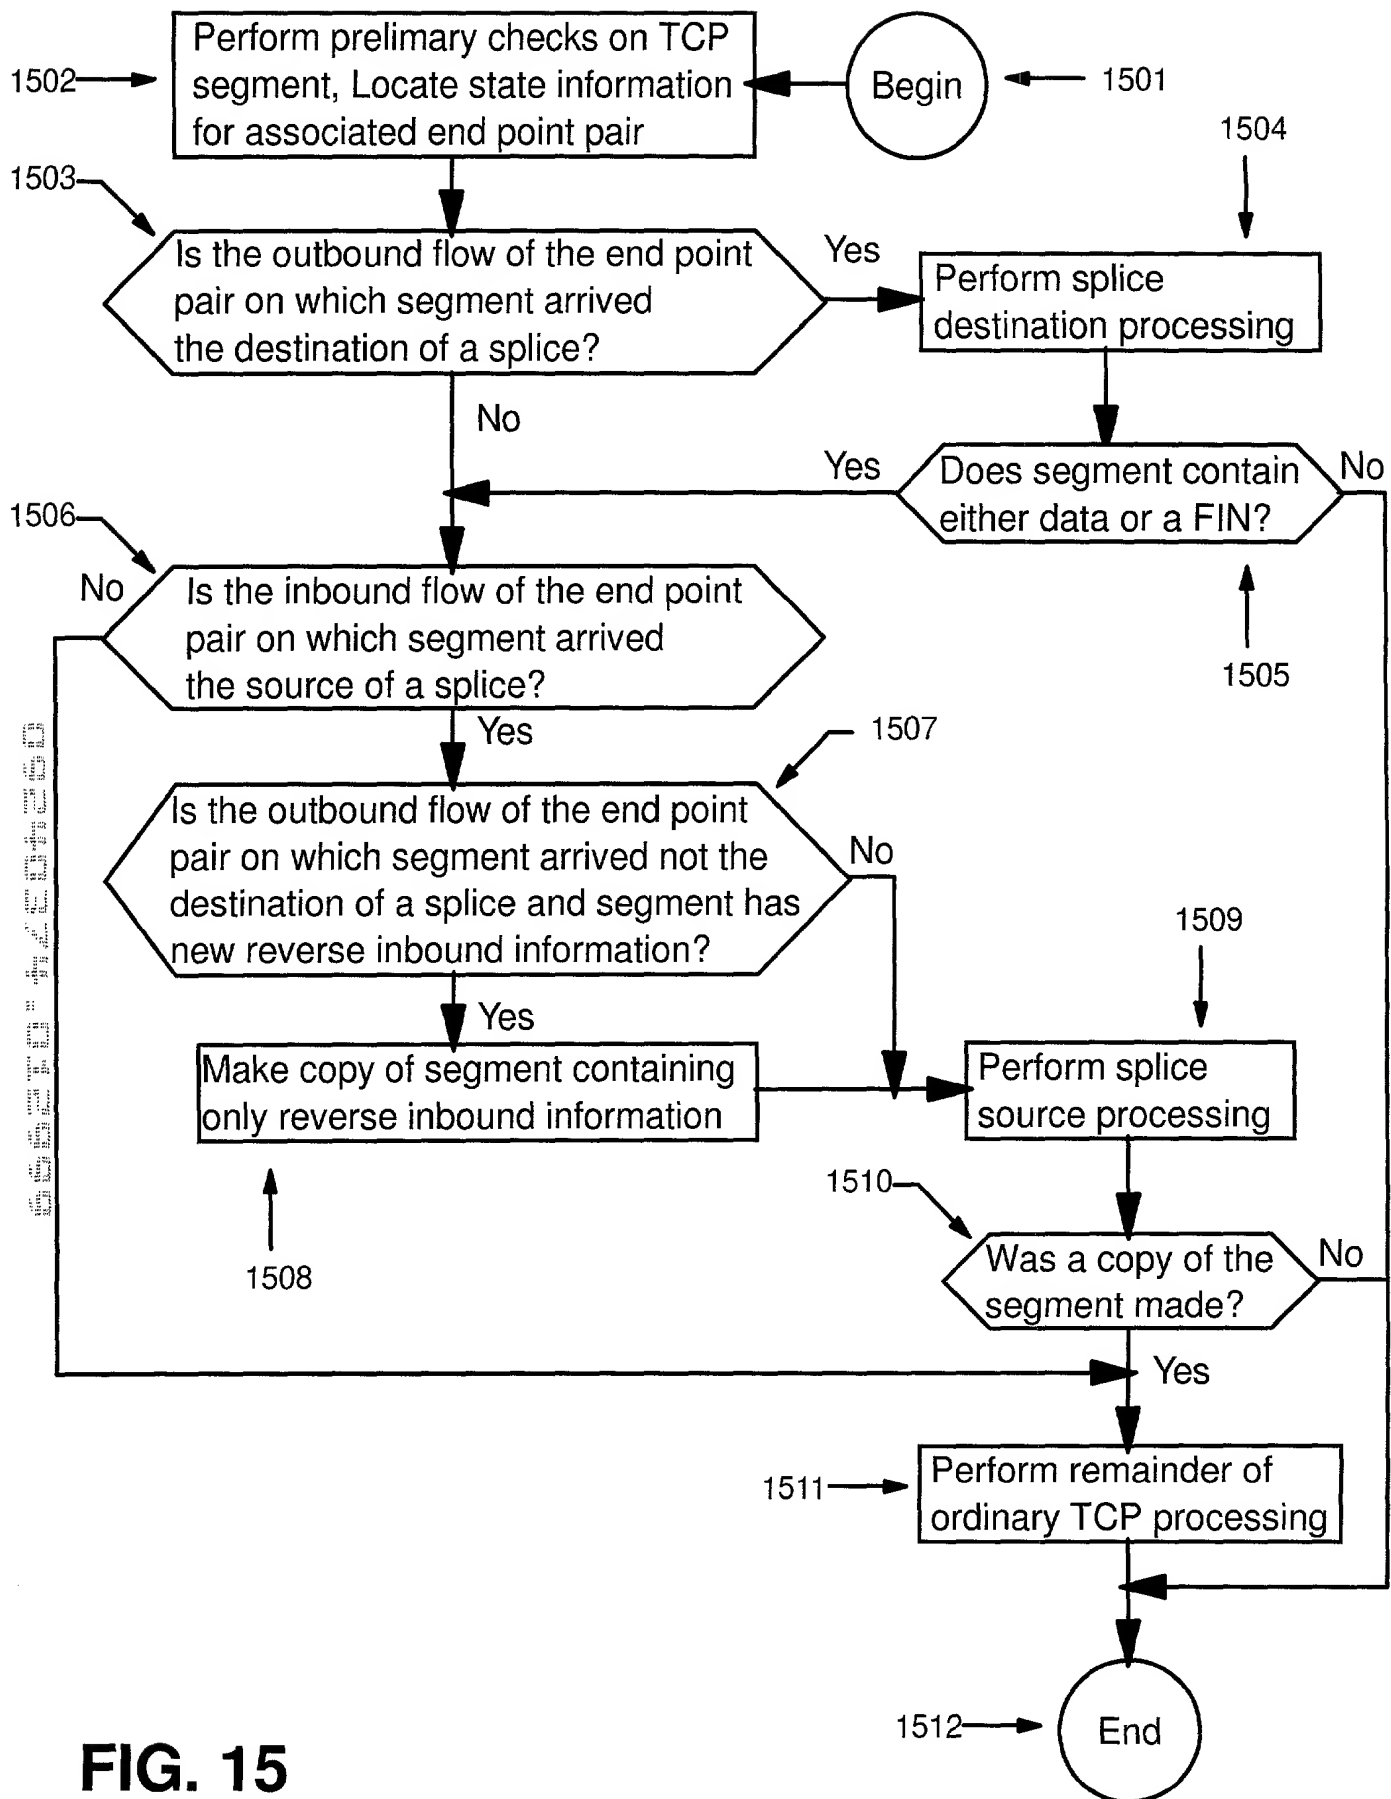 Perform prelimary checks on TCP
segment, Locate state information
for associated end point pair
1502
Begin
1501
1504
1503
Is the outbound flow of the end point
pair on which segment arrived
the destination of a splice?
Yes
Perform splice
destination processing
No
Yes
Does segment contain
either data or a FIN?
No
1505
1506
No
Is the inbound flow of the end point
pair on which segment arrived
the source of a splice?
Yes
1507
Is the outbound flow of the end point
pair on which segment arrived not the
destination of a splice and segment has
new reverse inbound information?
No
Yes
1509
Make copy of segment containing
only reverse inbound information
1508
Perform splice
source processing
1510
Was a copy of the
segment made?
No
Yes
1511
Perform remainder of
ordinary TCP processing
1512
End
FIG. 15